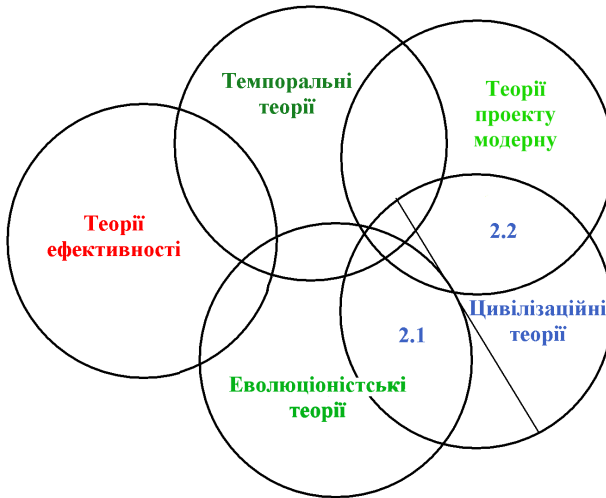 Темпоральні
теорії
Теорії
проекту
модерну
Теорії
ефективності
2.2
Цивілізаційні
теорії
2.1
Еволюціоністські
теорії